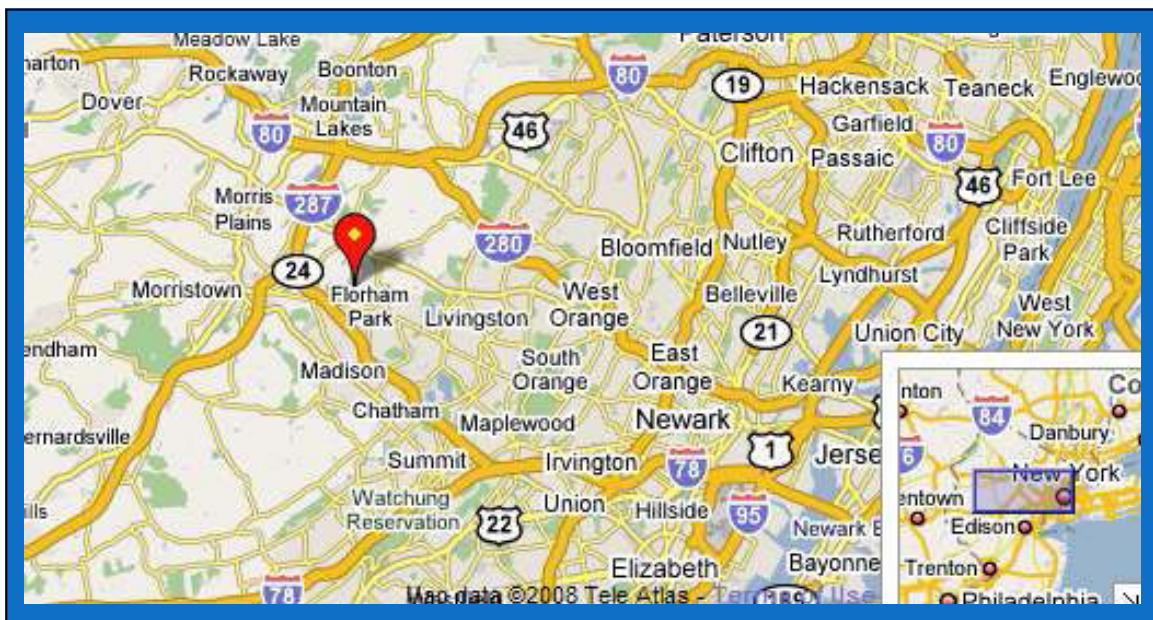 Meadow Lake
Paterson
Rockaway
Boonton
80
19
Hackensack
Teaneck
Dover
Mountain
Lakes
80
46
Garfield
80
Clifton
Passaic
46
Fort Lee
Morris
Plains
287
280
Bloomfield
Nutley
Rutherford
Cliffside
Park
24
Morristown
Florham
Park
Livingston
West
Orange
Belleville
Lyndhurst
West
New York
21
Union City
Madison
South
Orange
East
Orange
Kearny
Chatham
Maplewood
Newark
1
84
Danbury
Summit
Irvington
78
New York
Watchung
Reservation
Union
Hillside
95
22
Edison
Elizabeth
Bayonne
Trenton
78
Map data ©2008 Tele Atlas - Terms of Use
Philadelphia